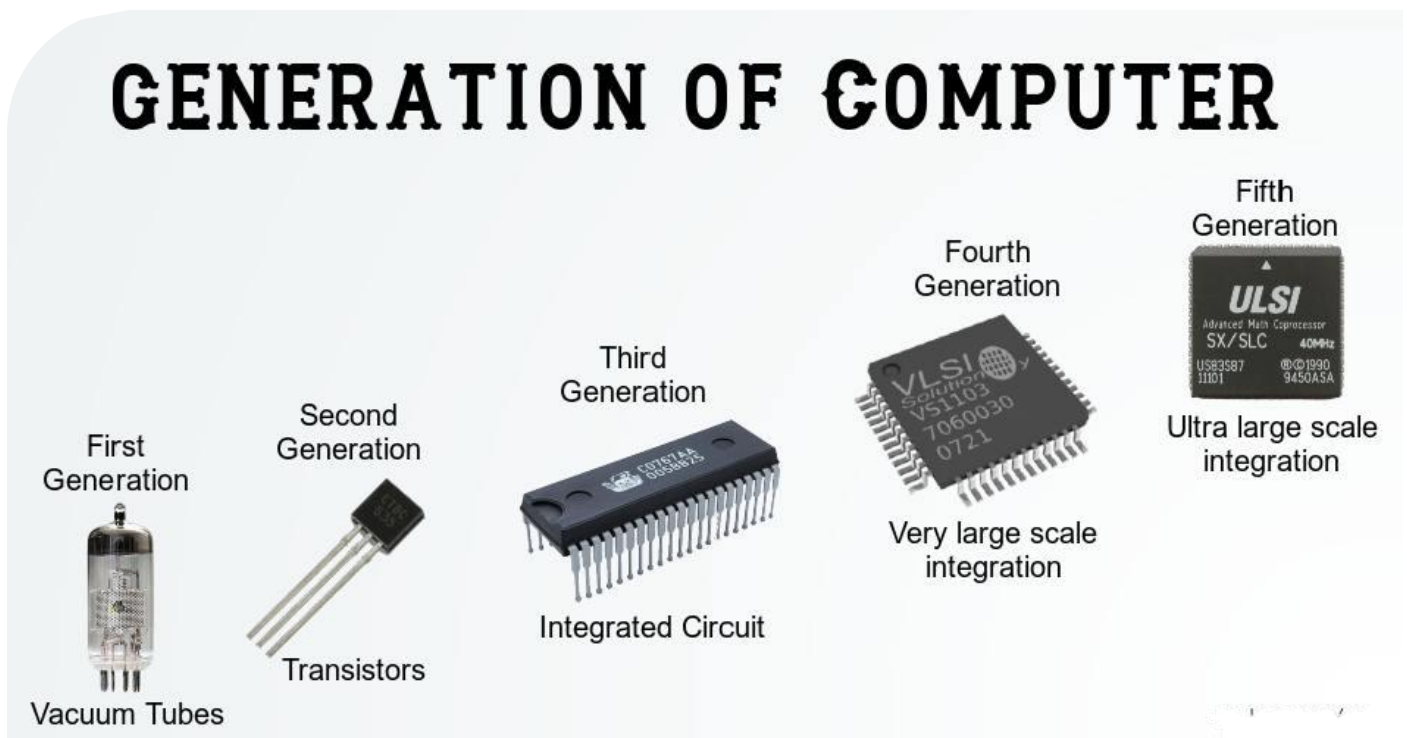 GENERATION OF COMPUTER
First
Generation
Vacuum Tubes
Second
Generation
Transistors
Third
Generation
C0767AA
0058B25
Integrated Circuit
Fourth
Generation
VLSI
Solution y
VS1103
7060030
0721
Very large scale
integration
Fifth
Generation
ULSI
Advanced Math Coprocessor
SX/SLC 40MHz
US83S87 ®©1990
11101 9450ASA
Ultra large scale
integration